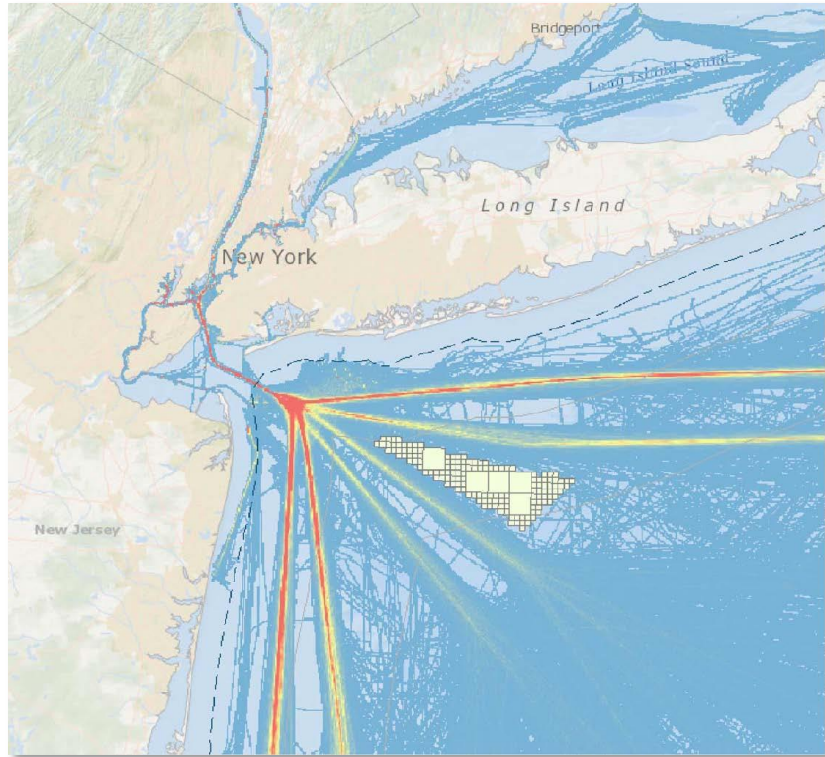 Bridgeport
Long Island Sound
Long Island
New York
New Jersey